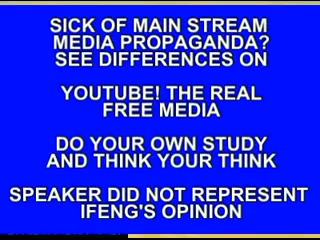 SICK OF MAIN STREAM
MEDIA PROPAGANDA?
SEE DIFFERENCES ON
YOUTUBE! THE REAL
FREE MEDIA
DO YOUR OWN STUDY
AND THINK YOUR THINK
SPEAKER DID NOT REPRESENT
IFENG'S OPINION